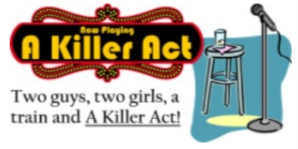 Now Playing
A Killer Act
Two guys, two girls, a
train and A Killer Act!